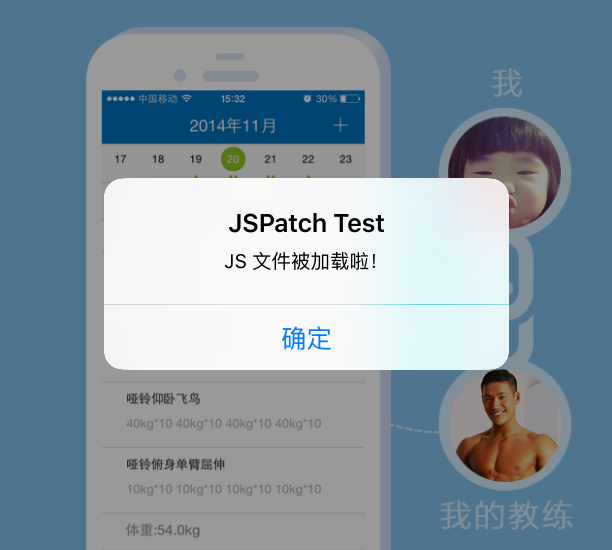 我
中国移动 15:32 30%
2014年11月
17 18 19 20 21 22 23
JSPatch Test
JS 文件被加载啦!
确定
哑铃仰卧飞鸟
40kg*10 40kg*10 40kg*10 40kg*10
哑铃俯身单臂屈伸
10kg*10 10kg*10 10kg*10 10kg*10
体重:54.0kg
我的教练